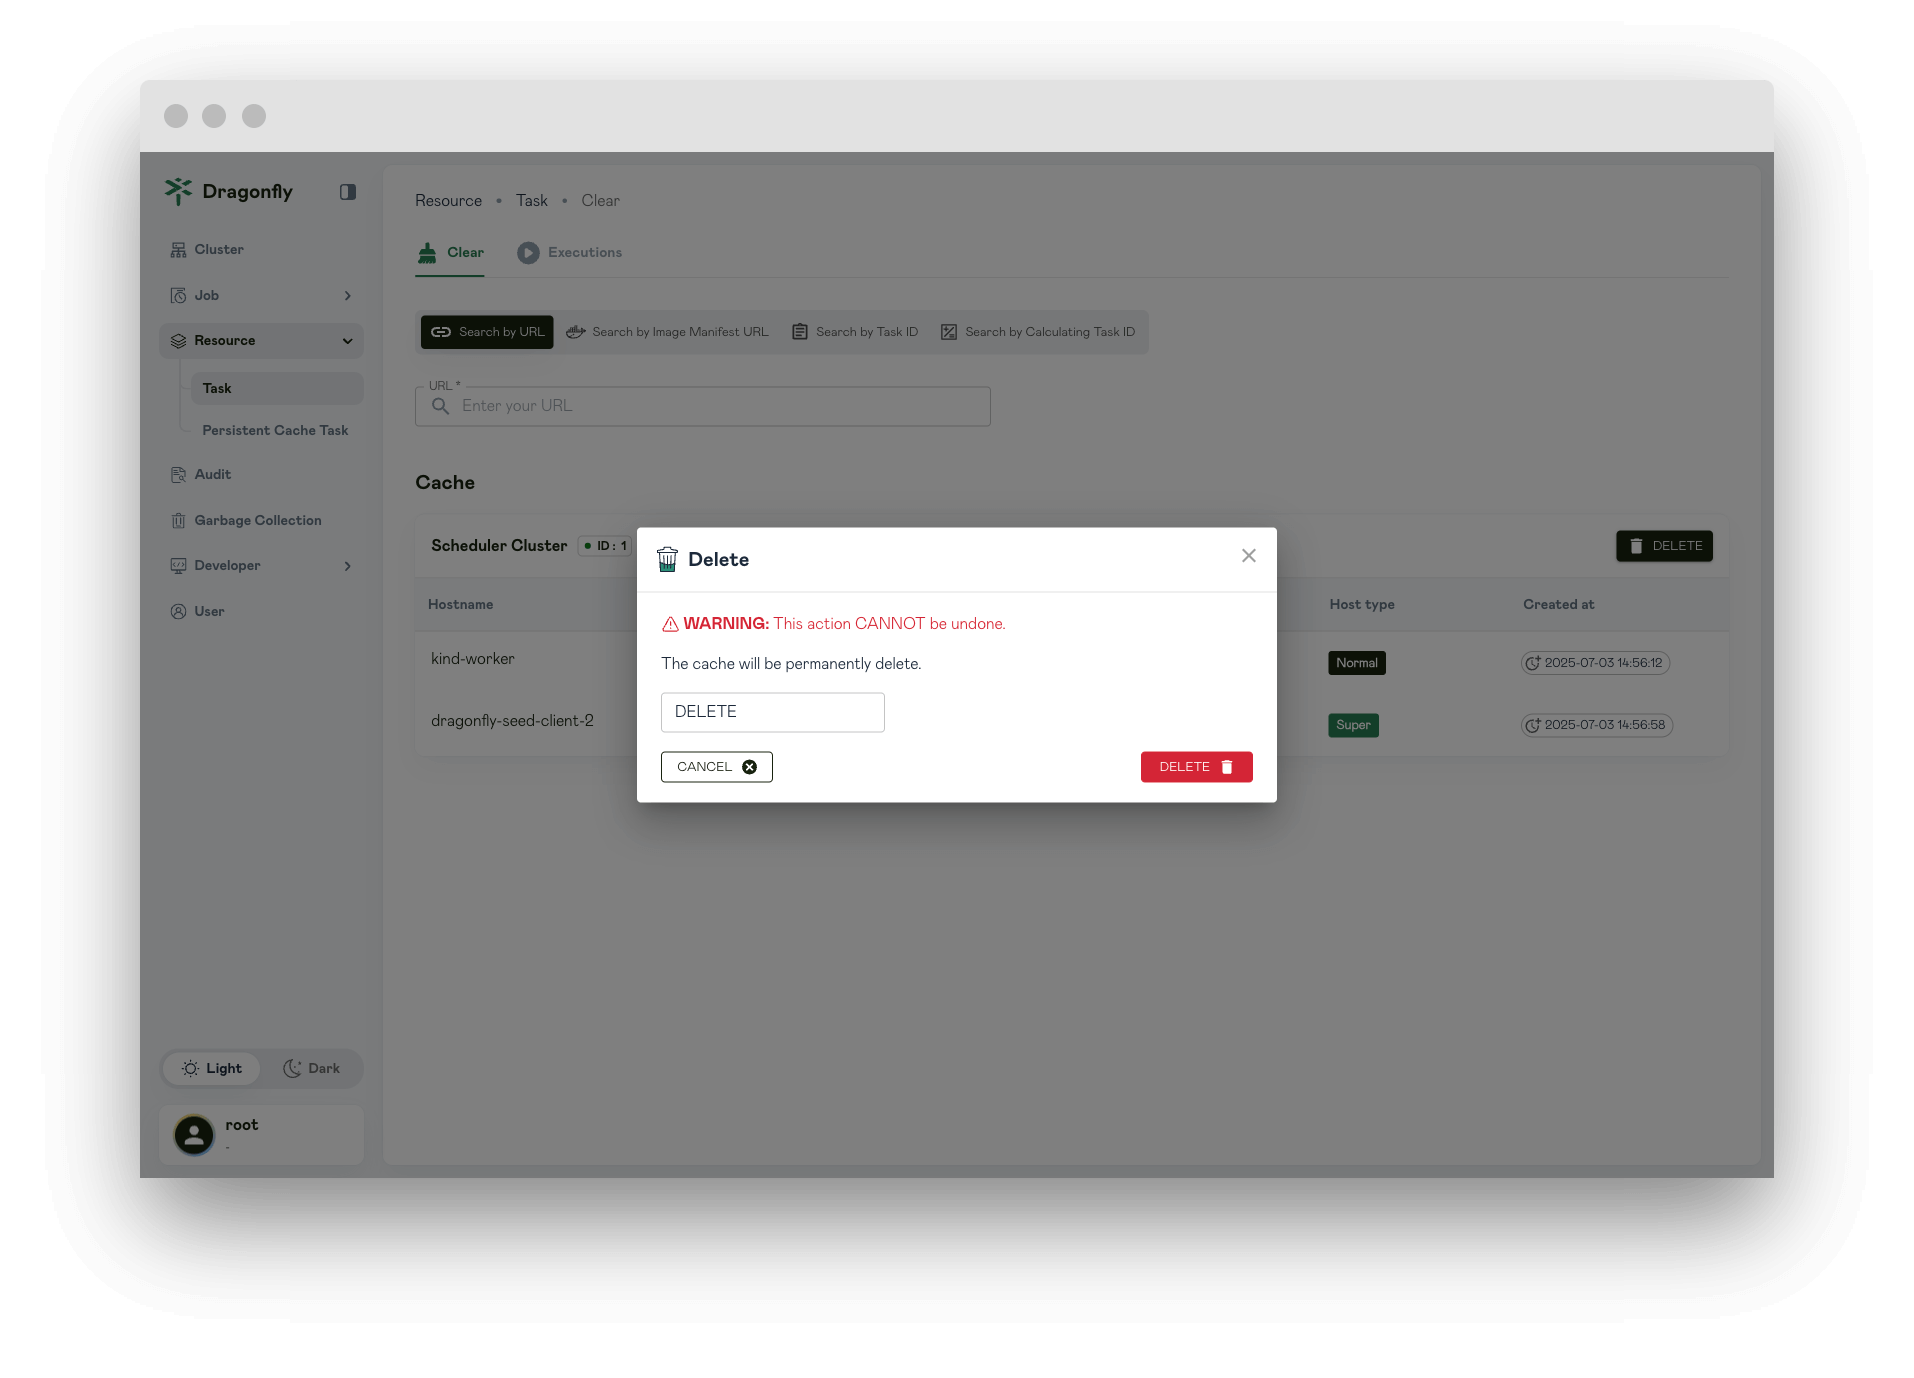 Dragonfly
Cluster
Job
Resource
Task
Persistent Cache Task
Audit
Garbage Collection
Developer
User
Light Dark
root
-
Resource • Task • Clear
Clear Executions
Search by URL Search by Image Manifest URL Search by Task ID Search by Calculating Task ID
URL *
Enter your URL
Cache
Scheduler Cluster ID : 1 DELETE
Hostname Host type Created at
kind-worker Normal 2025-07-03 14:56:12
dragonfly-seed-client-2 Super 2025-07-03 14:56:58
Delete
WARNING: This action CANNOT be undone.
The cache will be permanently delete.
DELETE
CANCEL DELETE